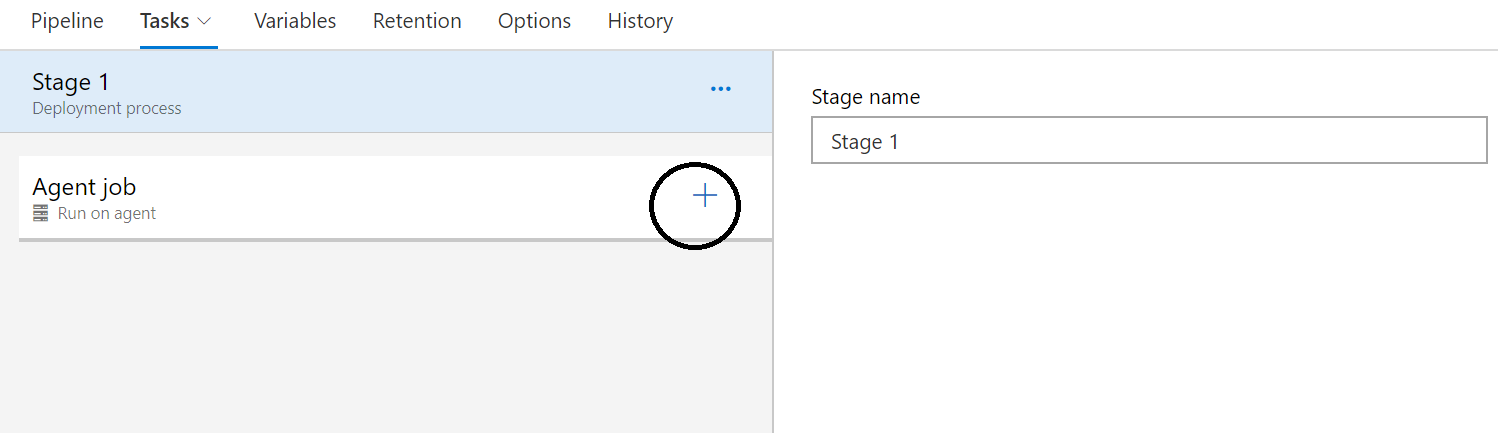 Pipeline Tasks Variables Retention Options History
Stage 1
Deployment process
Agent job
Run on agent
Stage name
Stage 1